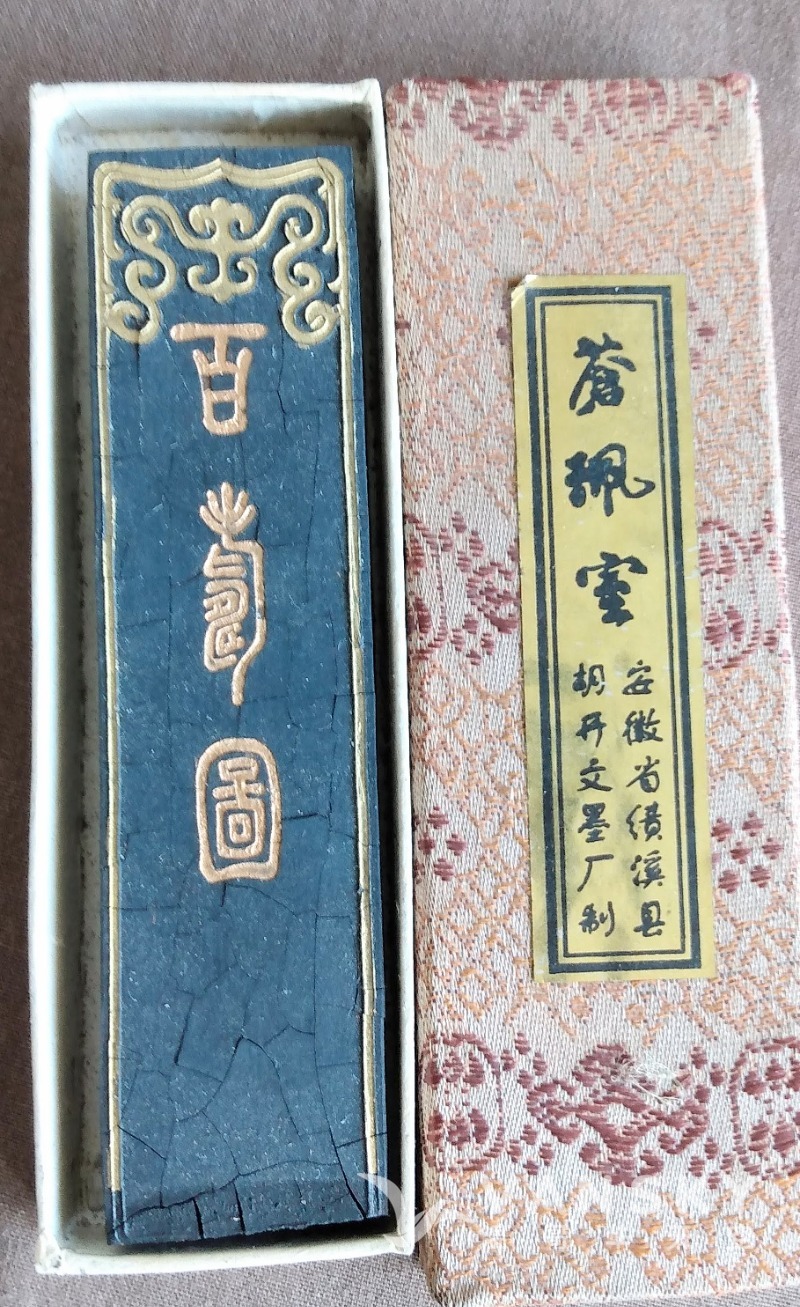 百壽圖
蒼珮室
安徽省绩溪县
胡开文墨厂制